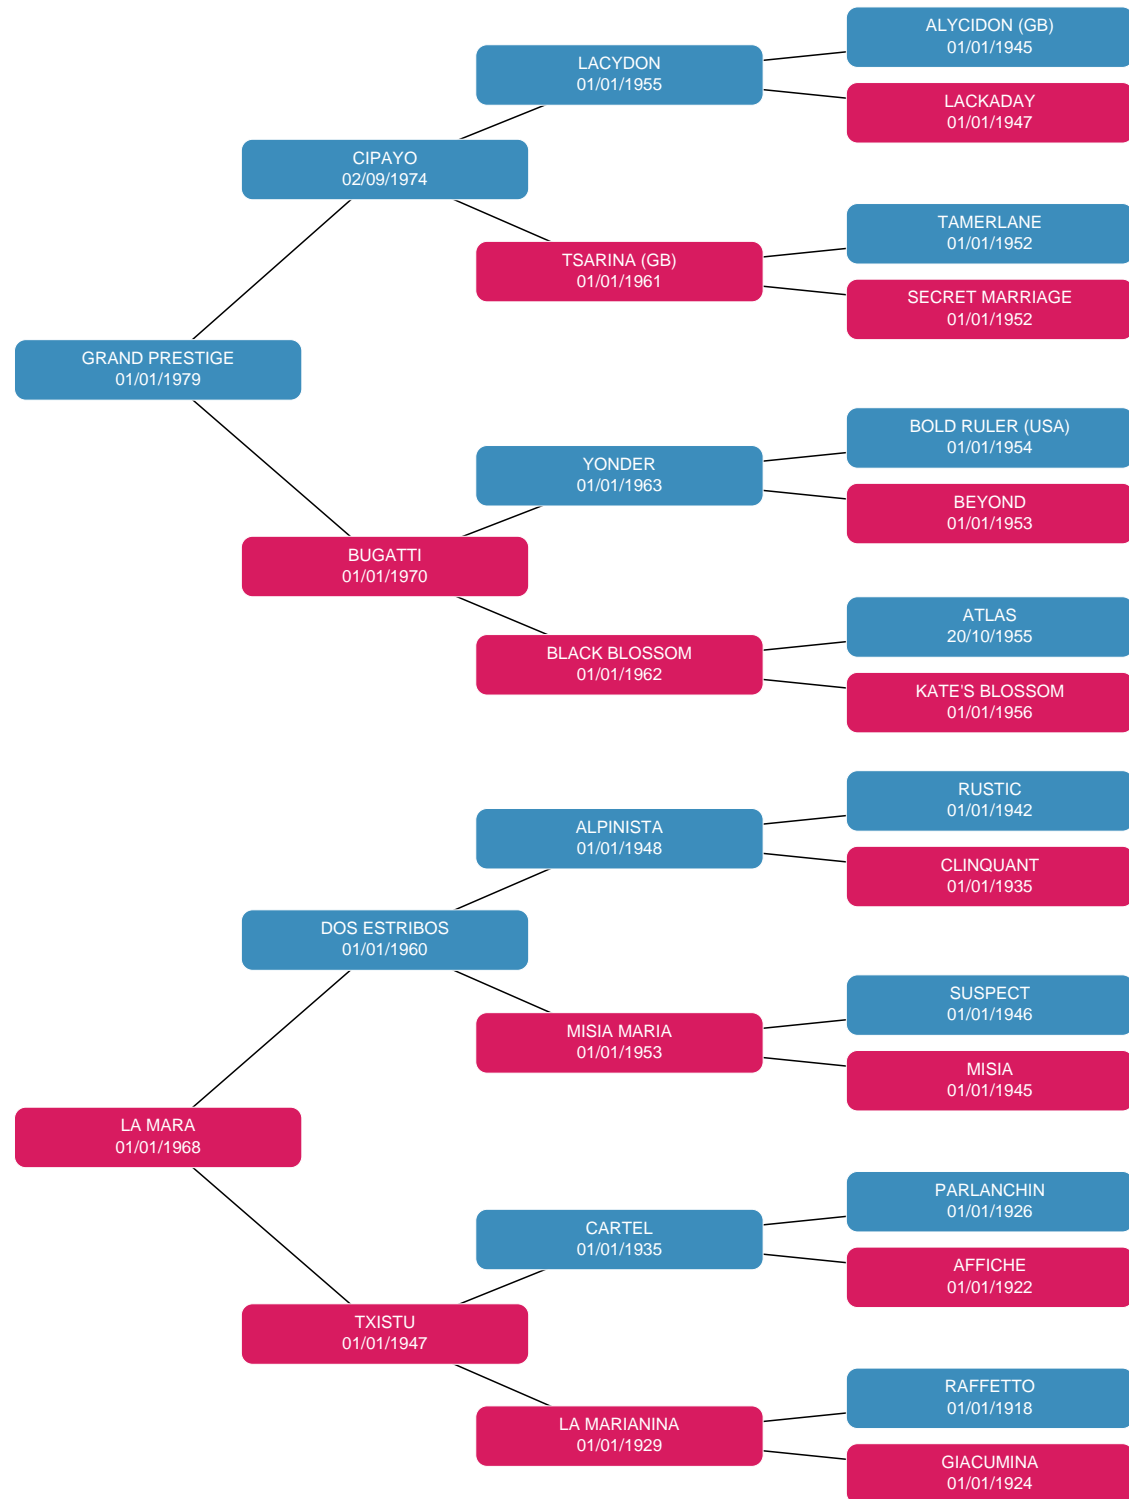 ALYCIDON (GB)
01/01/1945
LACYDON
01/01/1955
LACKADAY
01/01/1947
CIPAYO
02/09/1974
TAMERLANE
01/01/1952
TSARINA (GB)
01/01/1961
SECRET MARRIAGE
01/01/1952
GRAND PRESTIGE
01/01/1979
BOLD RULER (USA)
01/01/1954
YONDER
01/01/1963
BEYOND
01/01/1953
BUGATTI
01/01/1970
ATLAS
20/10/1955
BLACK BLOSSOM
01/01/1962
KATE'S BLOSSOM
01/01/1956
RUSTIC
01/01/1942
ALPINISTA
01/01/1948
CLINQUANT
01/01/1935
DOS ESTRIBOS
01/01/1960
SUSPECT
01/01/1946
MISIA MARIA
01/01/1953
MISIA
01/01/1945
LA MARA
01/01/1968
PARLANCHIN
01/01/1926
CARTEL
01/01/1935
AFFICHE
01/01/1922
TXISTU
01/01/1947
RAFFETTO
01/01/1918
LA MARIANINA
01/01/1929
GIACUMINA
01/01/1924